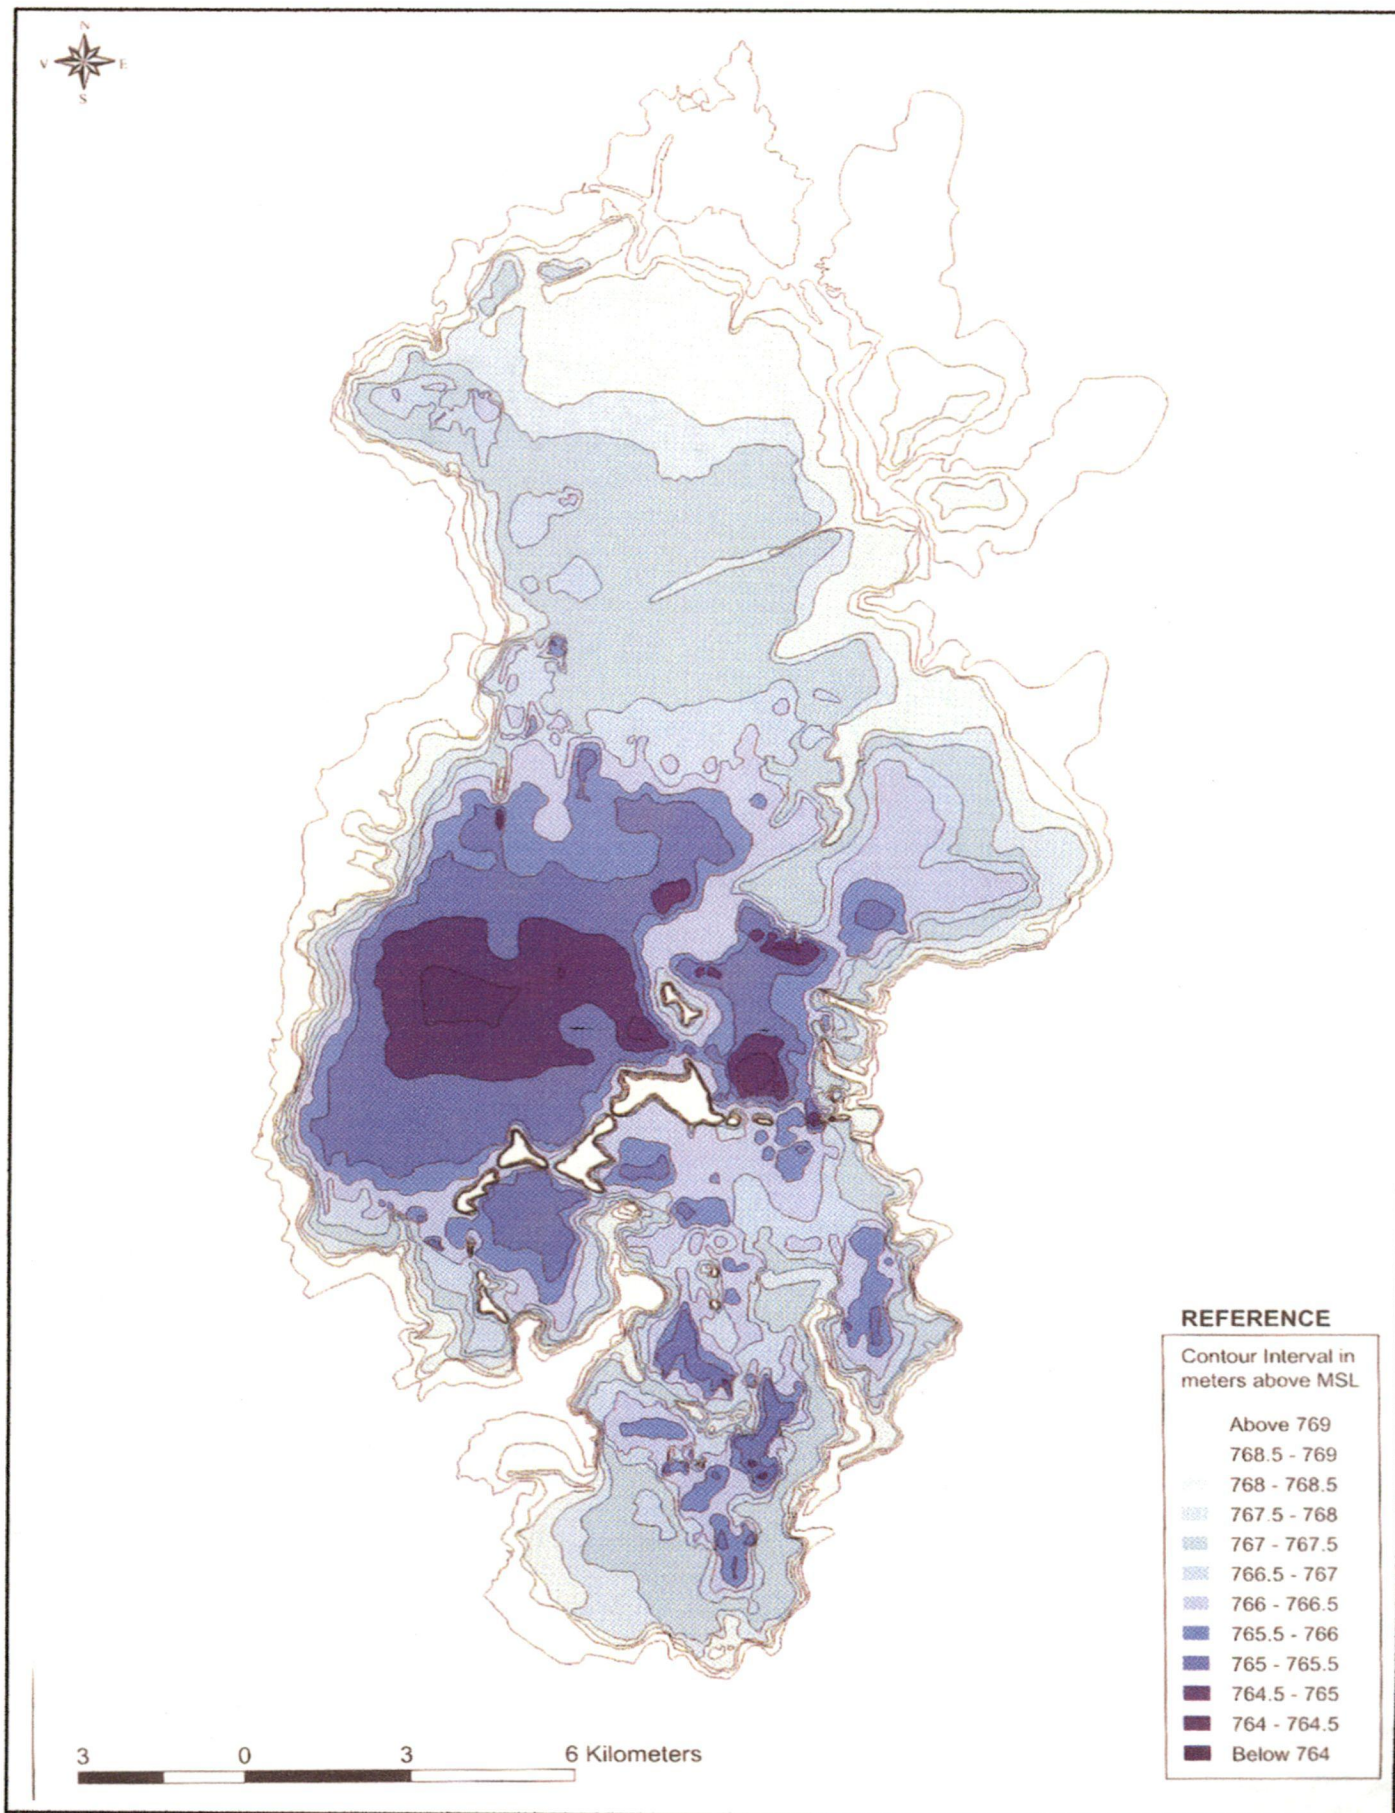 N
V E
S
REFERENCE
Contour Interval in
meters above MSL
Above 769
768.5 - 769
768 - 768.5
767.5 - 768
767 - 767.5
766.5 - 767
766 - 766.5
765.5 - 766
765 - 765.5
764.5 - 765
764 - 764.5
Below 764
3 0 3 6 Kilometers